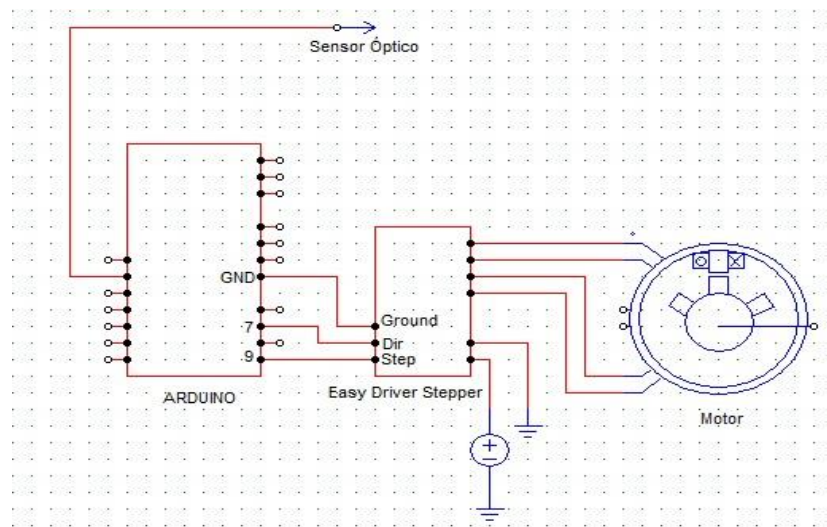 Sensor Óptico
GND
7
9
Ground
Dir
Step
ARDUINO
Easy Driver Stepper
Motor